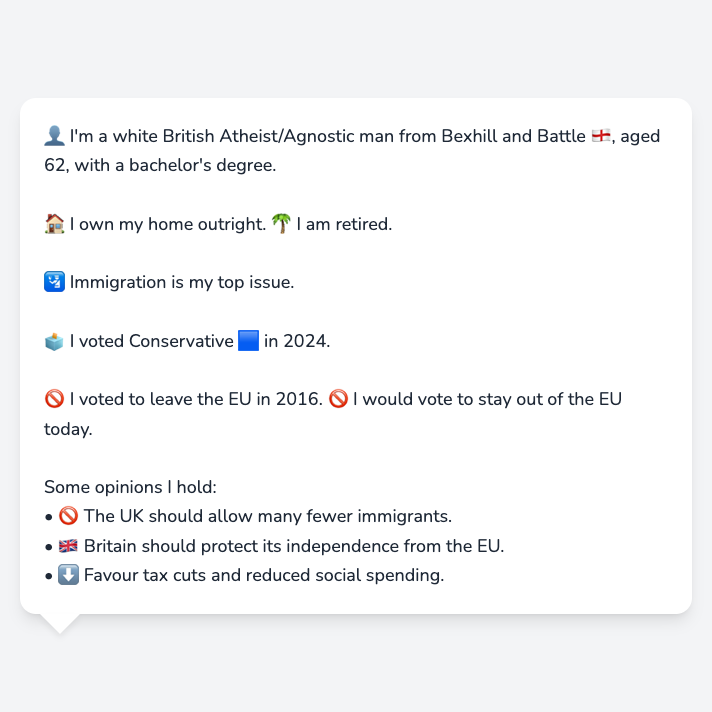 👤 I'm a white British Atheist/Agnostic man from Bexhill and Battle 🏴󠁧󠁢󠁥󠁮󠁧󠁿, aged
62, with a bachelor's degree.
🏠 I own my home outright. 🌴 I am retired.
🛂 Immigration is my top issue.
🗳️ I voted Conservative 🟦 in 2024.
🚫 I voted to leave the EU in 2016. 🚫 I would vote to stay out of the EU
today.
Some opinions I hold:
• 🚫 The UK should allow many fewer immigrants.
• 🇬🇧 Britain should protect its independence from the EU.
• ⬇️ Favour tax cuts and reduced social spending.